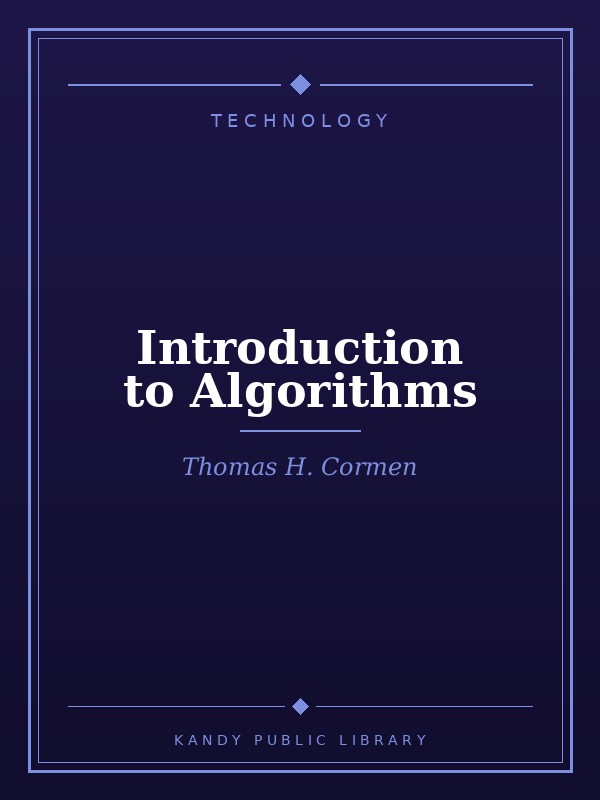 TECHNOLOGY
Introduction
to Algorithms
Thomas H. Cormen
KANDY PUBLIC LIBRARY